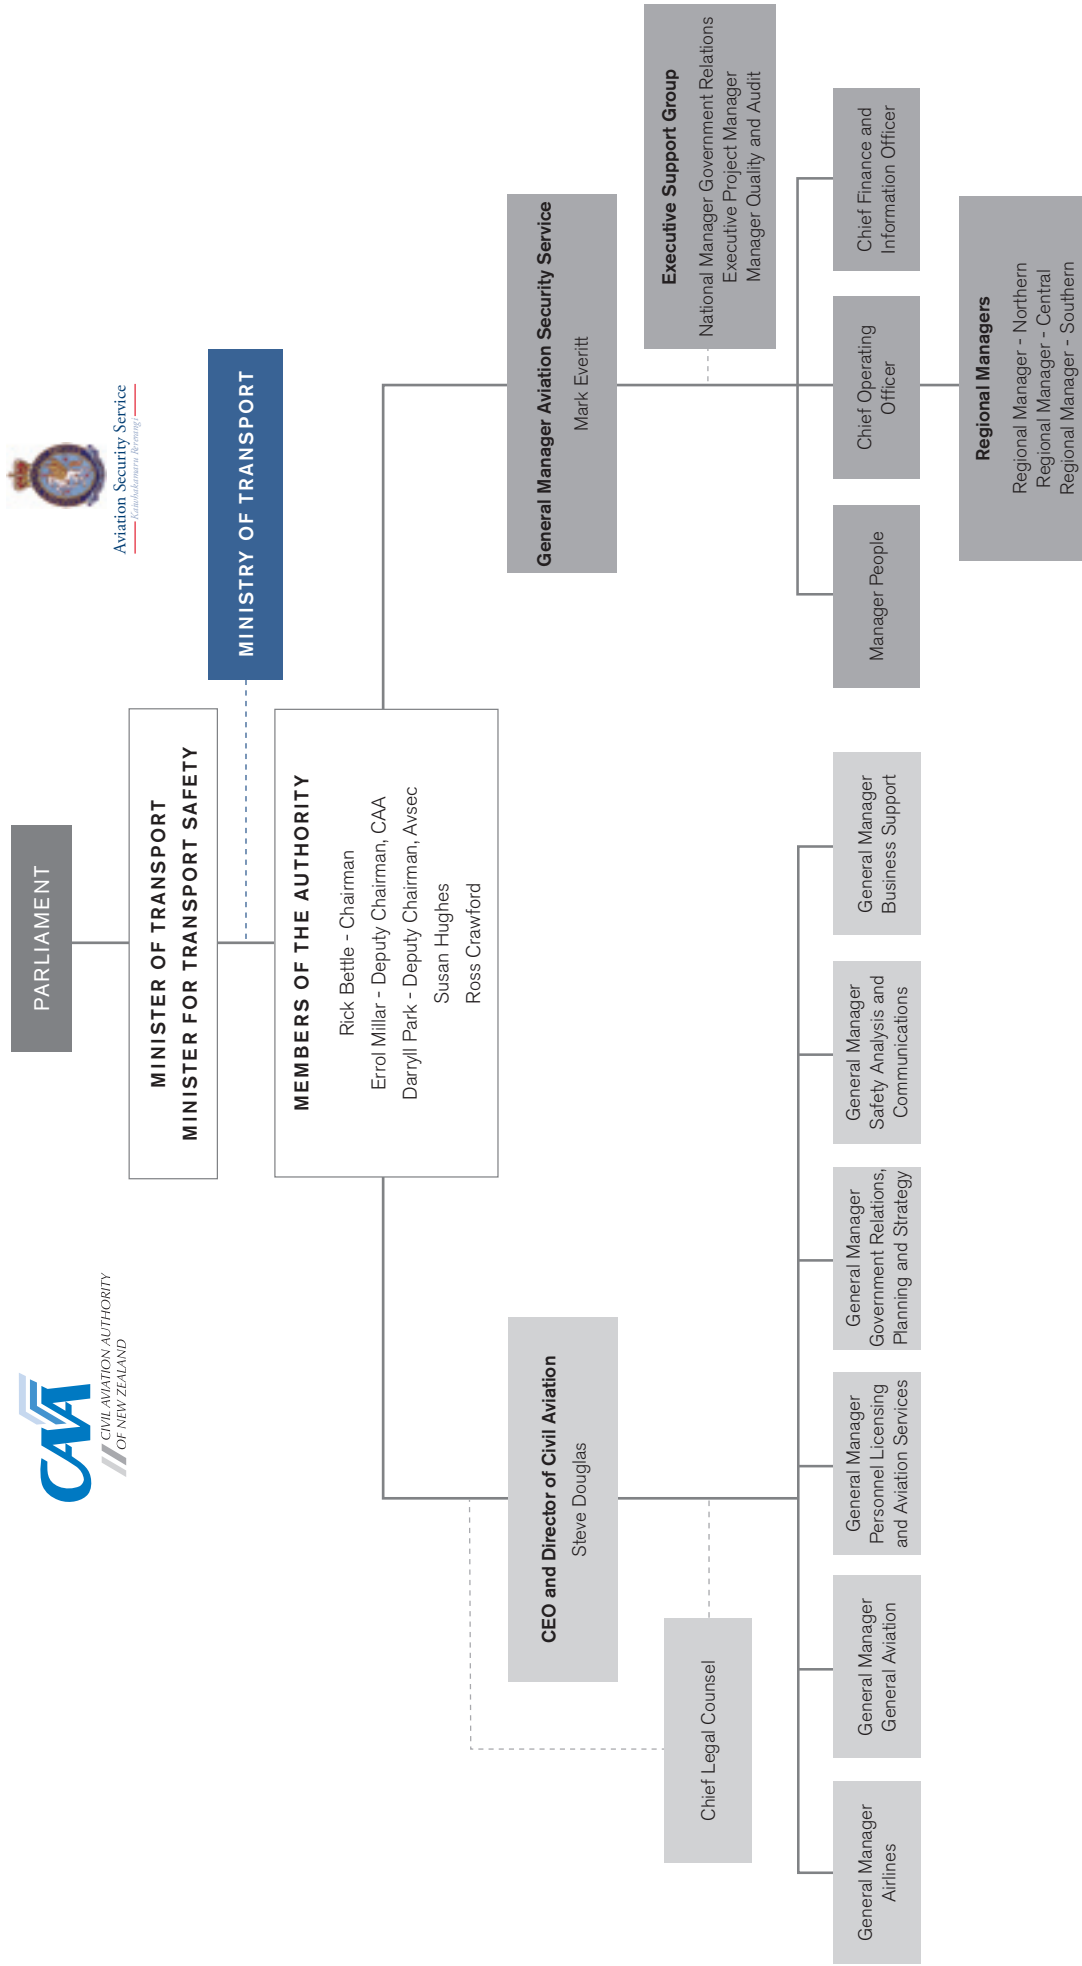 CAA
CIVIL AVIATION AUTHORITY
OF NEW ZEALAND
PARLIAMENT
Aviation Security Service
Kaiwhakamaru Rererangi
MINISTER OF TRANSPORT
MINISTER FOR TRANSPORT SAFETY
MINISTRY OF TRANSPORT
MEMBERS OF THE AUTHORITY
Rick Bettle - Chairman
Errol Millar - Deputy Chairman, CAA
Darryll Park - Deputy Chairman, Avsec
Susan Hughes
Ross Crawford
CEO and Director of Civil Aviation
Steve Douglas
General Manager Aviation Security Service
Mark Everitt
Chief Legal Counsel
Executive Support Group
National Manager Government Relations
Executive Project Manager
Manager Quality and Audit
General Manager
Airlines
General Manager
General Aviation
General Manager
Personnel Licensing
and Aviation Services
General Manager
Government Relations,
Planning and Strategy
General Manager
Safety Analysis and
Communications
General Manager
Business Support
Manager People
Chief Operating
Officer
Chief Finance and
Information Officer
Regional Managers
Regional Manager - Northern
Regional Manager - Central
Regional Manager - Southern